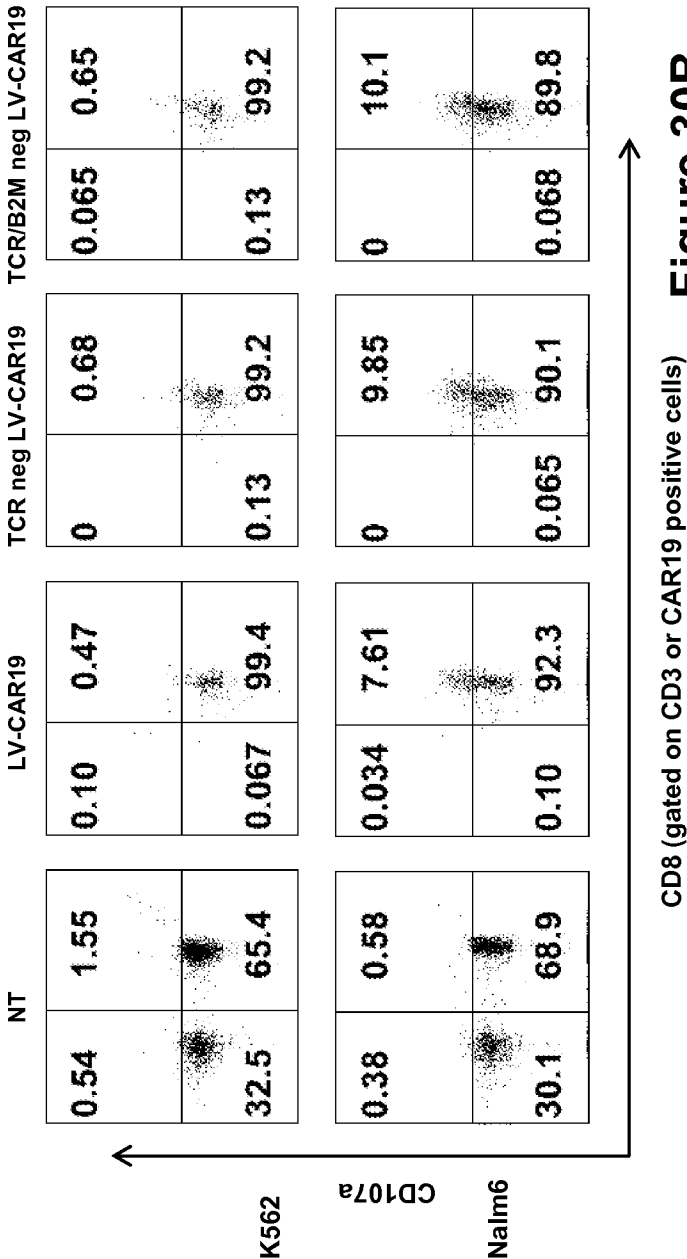 NT LV-CAR19 TCR neg LV-CAR19 TCR/B2M neg LV-CAR19
K562
0.54 1.55 0.10 0.47 0 0.68 0.065 0.65
32.5 65.4 0.067 99.4 0.13 99.2 0.13 99.2
CD107a
Nalm6
0.38 0.58 0.034 7.61 0 9.85 0 10.1
30.1 68.9 0.10 92.3 0.065 90.1 0.068 89.8
CD8 (gated on CD3 or CAR19 positive cells)
Figure